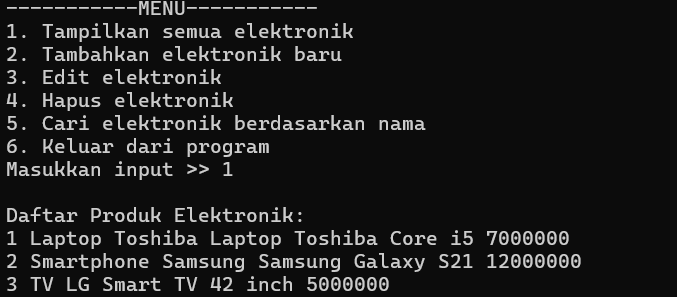 -----------MENU-----------
1. Tampilkan semua elektronik
2. Tambahkan elektronik baru
3. Edit elektronik
4. Hapus elektronik
5. Cari elektronik berdasarkan nama
6. Keluar dari program
Masukkan input >> 1
Daftar Produk Elektronik:
1 Laptop Toshiba Laptop Toshiba Core i5 7000000
2 Smartphone Samsung Samsung Galaxy S21 12000000
3 TV LG Smart TV 42 inch 5000000